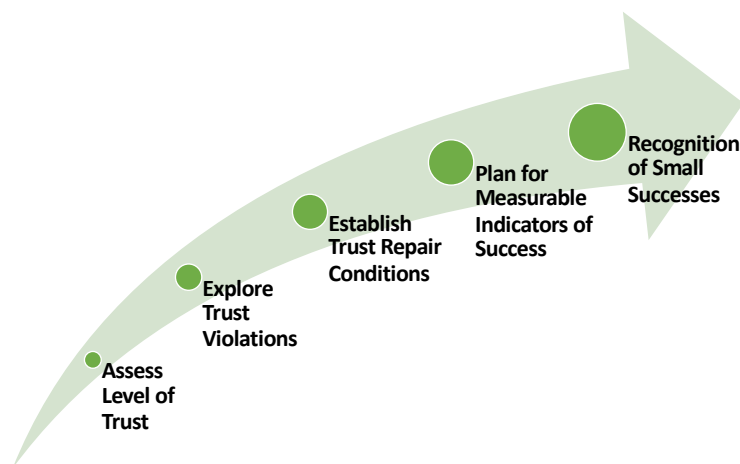 Assess
Level of
Trust
Explore
Trust
Violations
Establish
Trust Repair
Conditions
Plan for
Measurable
Indicators of
Success
Recognition
of Small
Successes